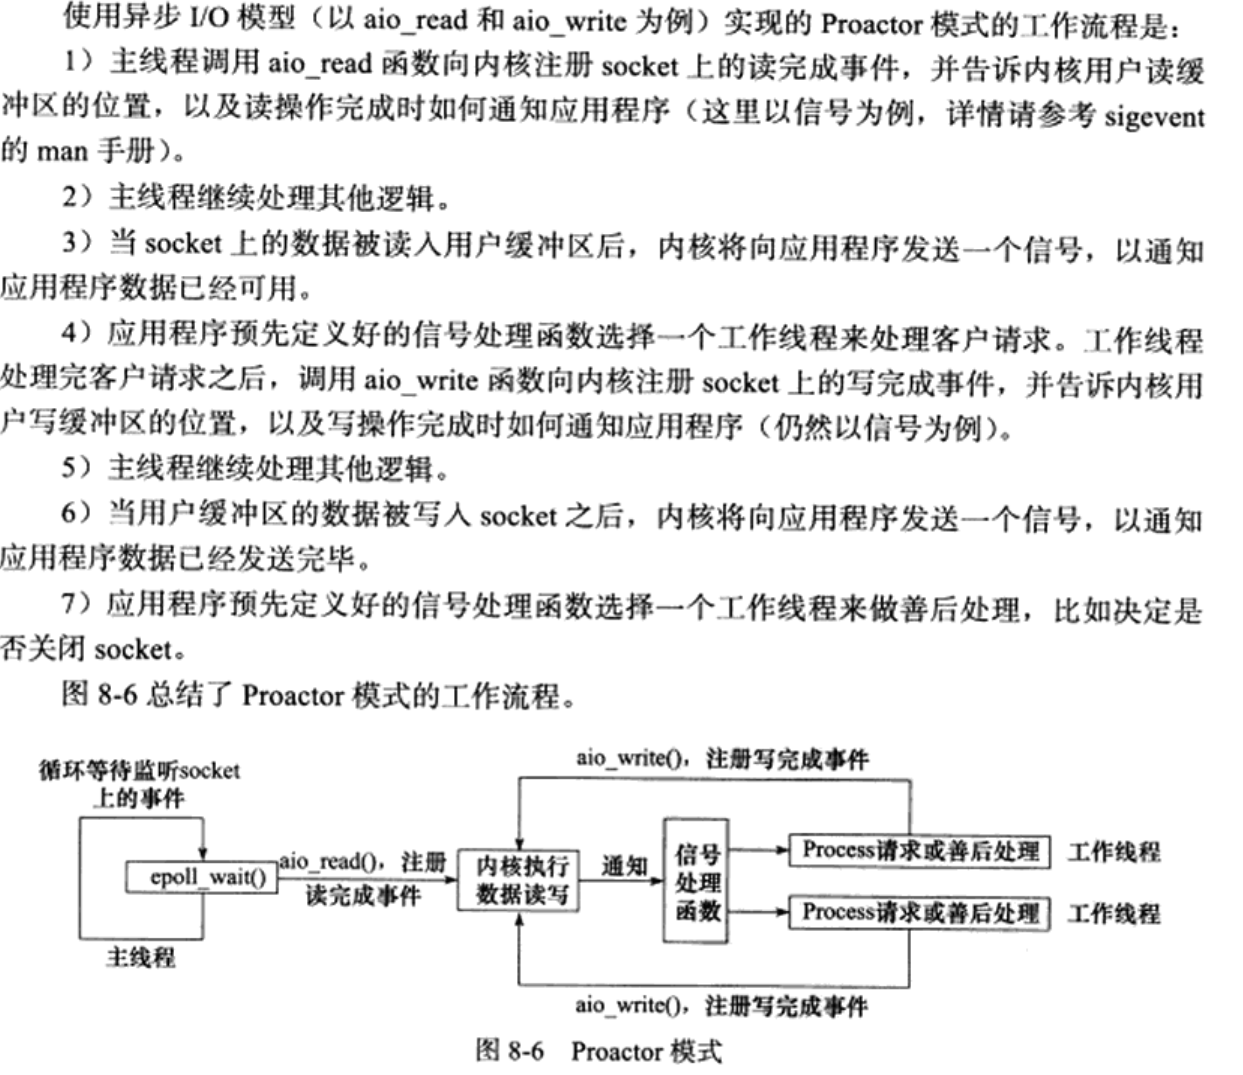 使用异步 I/O 模型（以 aio_read 和 aio_write 为例）实现的 Proactor 模式的工作流程是：
1）主线程调用 aio_read 函数向内核注册 socket 上的读完成事件，并告诉内核用户读缓
冲区的位置，以及读操作完成时如何通知应用程序（这里以信号为例，详情请参考 sigevent
的 man 手册）。
2）主线程继续处理其他逻辑。
3）当 socket 上的数据被读入用户缓冲区后，内核将向应用程序发送一个信号，以通知
应用程序数据已经可用。
4）应用程序预先定义好的信号处理函数选择一个工作线程来处理客户请求。工作线程
处理完客户请求之后，调用 aio_write 函数向内核注册 socket 上的写完成事件，并告诉内核用
户写缓冲区的位置，以及写操作完成时如何通知应用程序（仍然以信号为例）。
5）主线程继续处理其他逻辑。
6）当用户缓冲区的数据被写入 socket 之后，内核将向应用程序发送一个信号，以通知
应用程序数据已经发送完毕。
7）应用程序预先定义好的信号处理函数选择一个工作线程来做善后处理，比如决定是
否关闭 socket。
图 8-6 总结了 Proactor 模式的工作流程。
aio_write()，注册写完成事件
循环等待监听socket
上的事件
epoll_wait()
主线程
aio_read()，注册
读完成事件
内核执行
数据读写
通知
信号
处理
函数
Process请求或善后处理
工作线程
Process请求或善后处理
工作线程
aio_write()，注册写完成事件
图 8-6 Proactor 模式